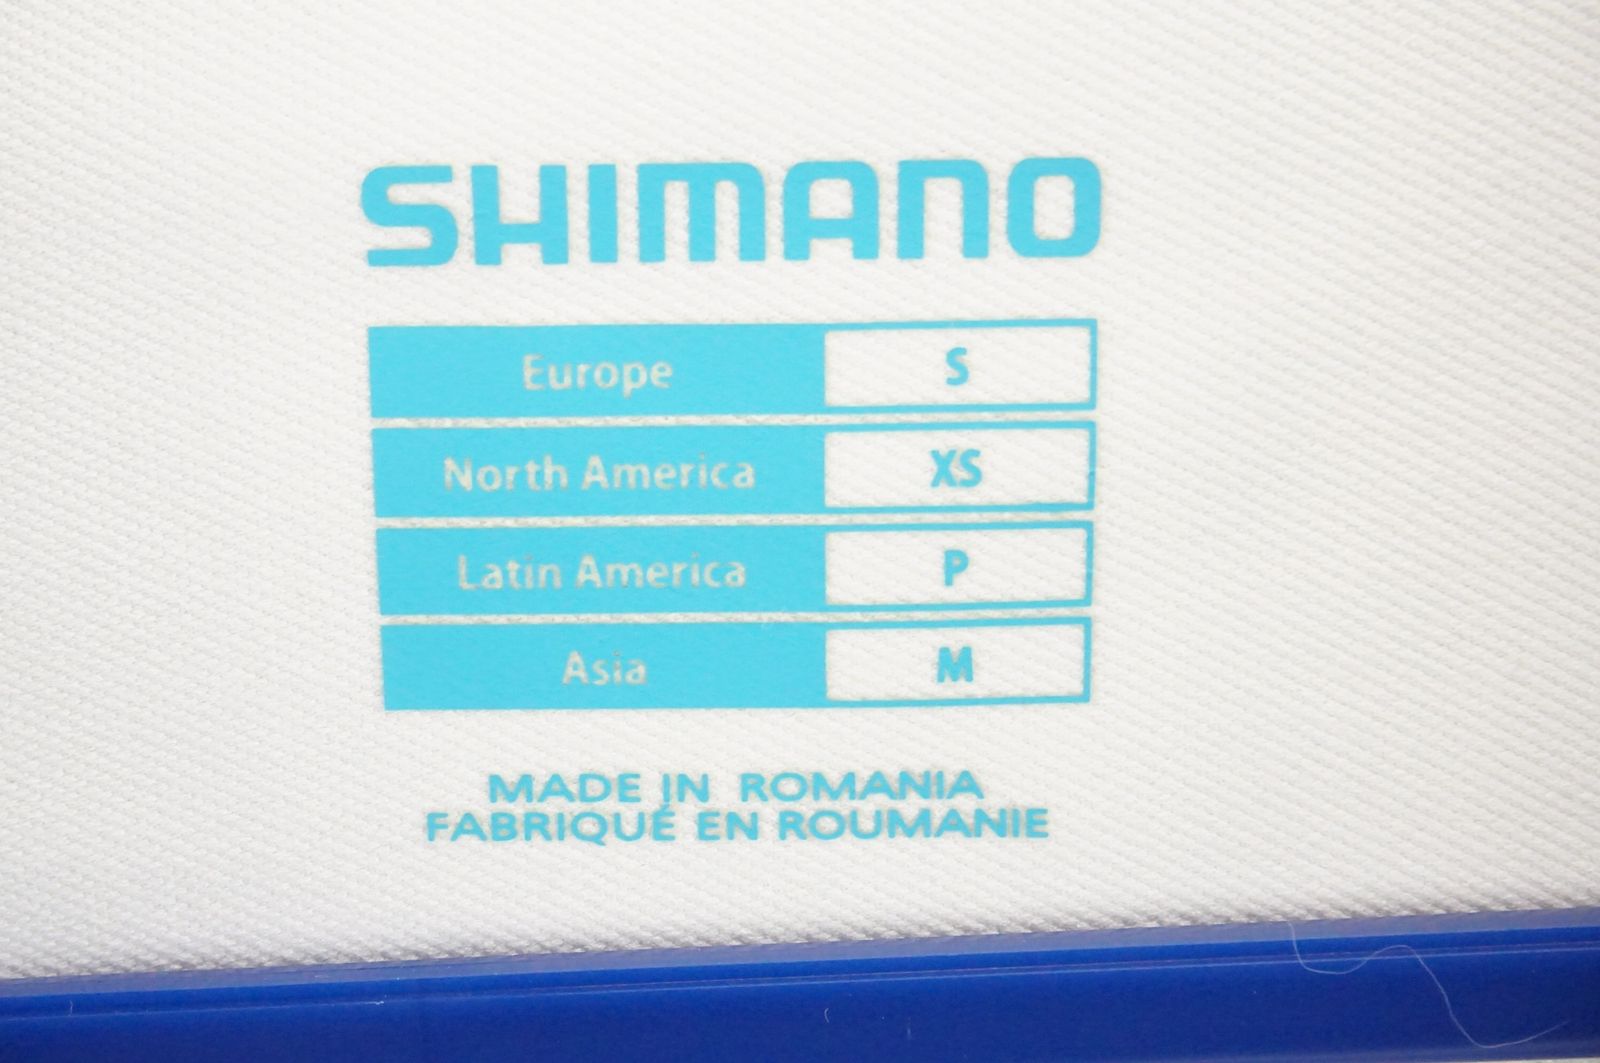 SHIMANO
Europe S
North America XS
Latin America P
Asia M
MADE IN ROMANIA
FABRIQUÉ EN ROUMANIE